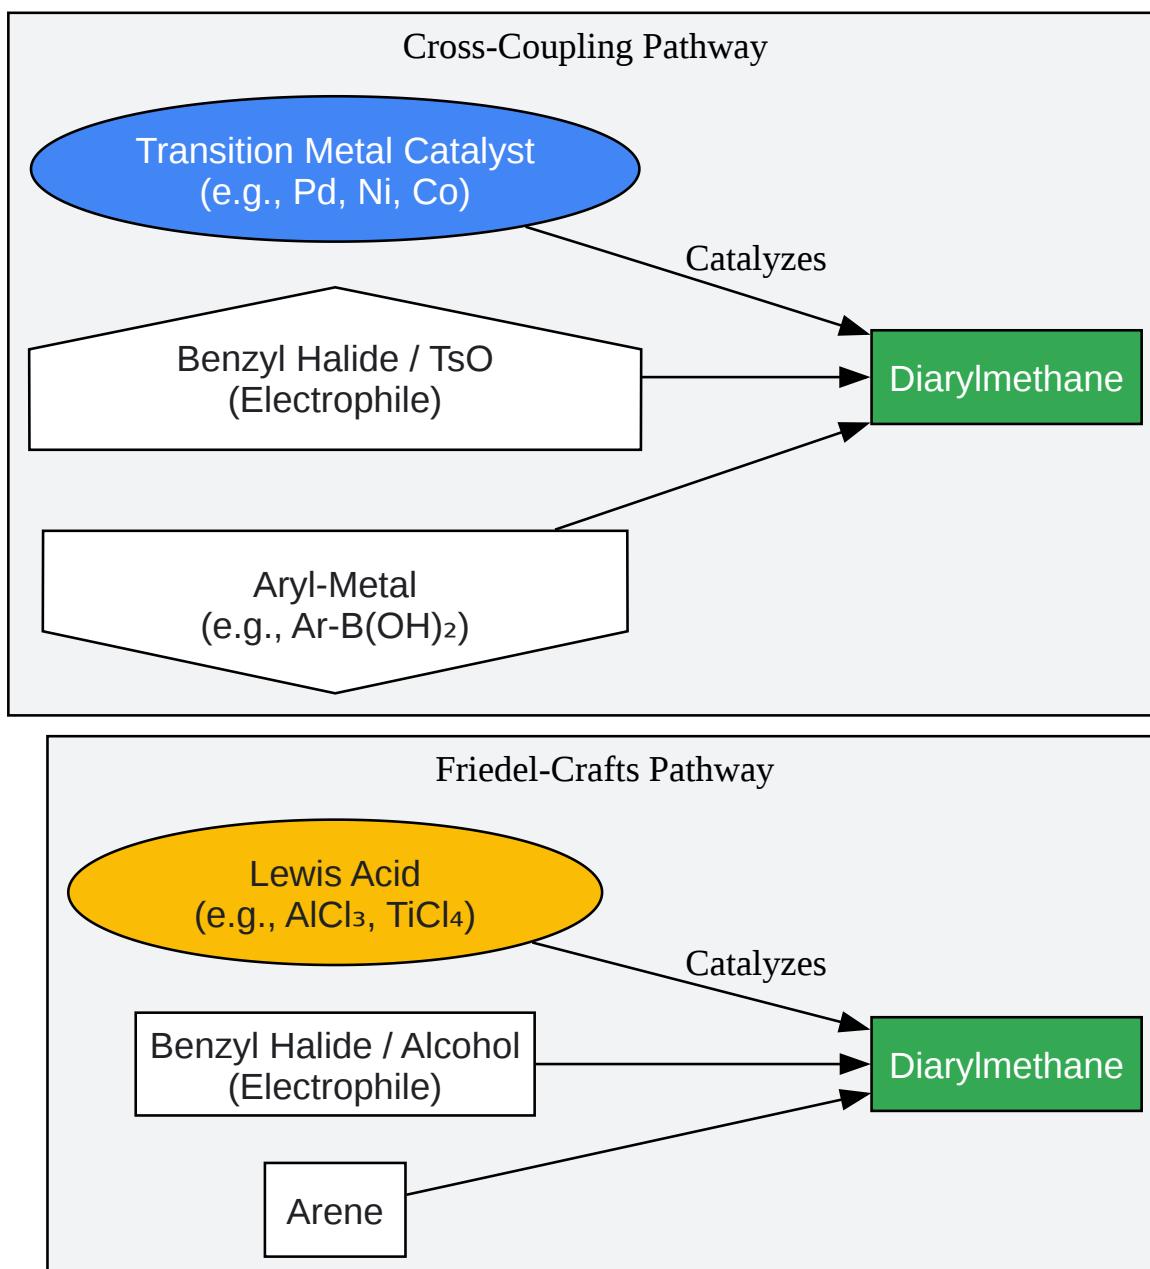 Cross-Coupling Pathway
Transition Metal Catalyst
(e.g., Pd, Ni, Co)
Catalyzes
Benzyl Halide / TsO
(Electrophile)
Diarylmethane
Aryl-Metal
(e.g., Ar-B(OH)₂)
Friedel-Crafts Pathway
Lewis Acid
(e.g., AlCl₃, TiCl₄)
Catalyzes
Benzyl Halide / Alcohol
(Electrophile)
Diarylmethane
Arene